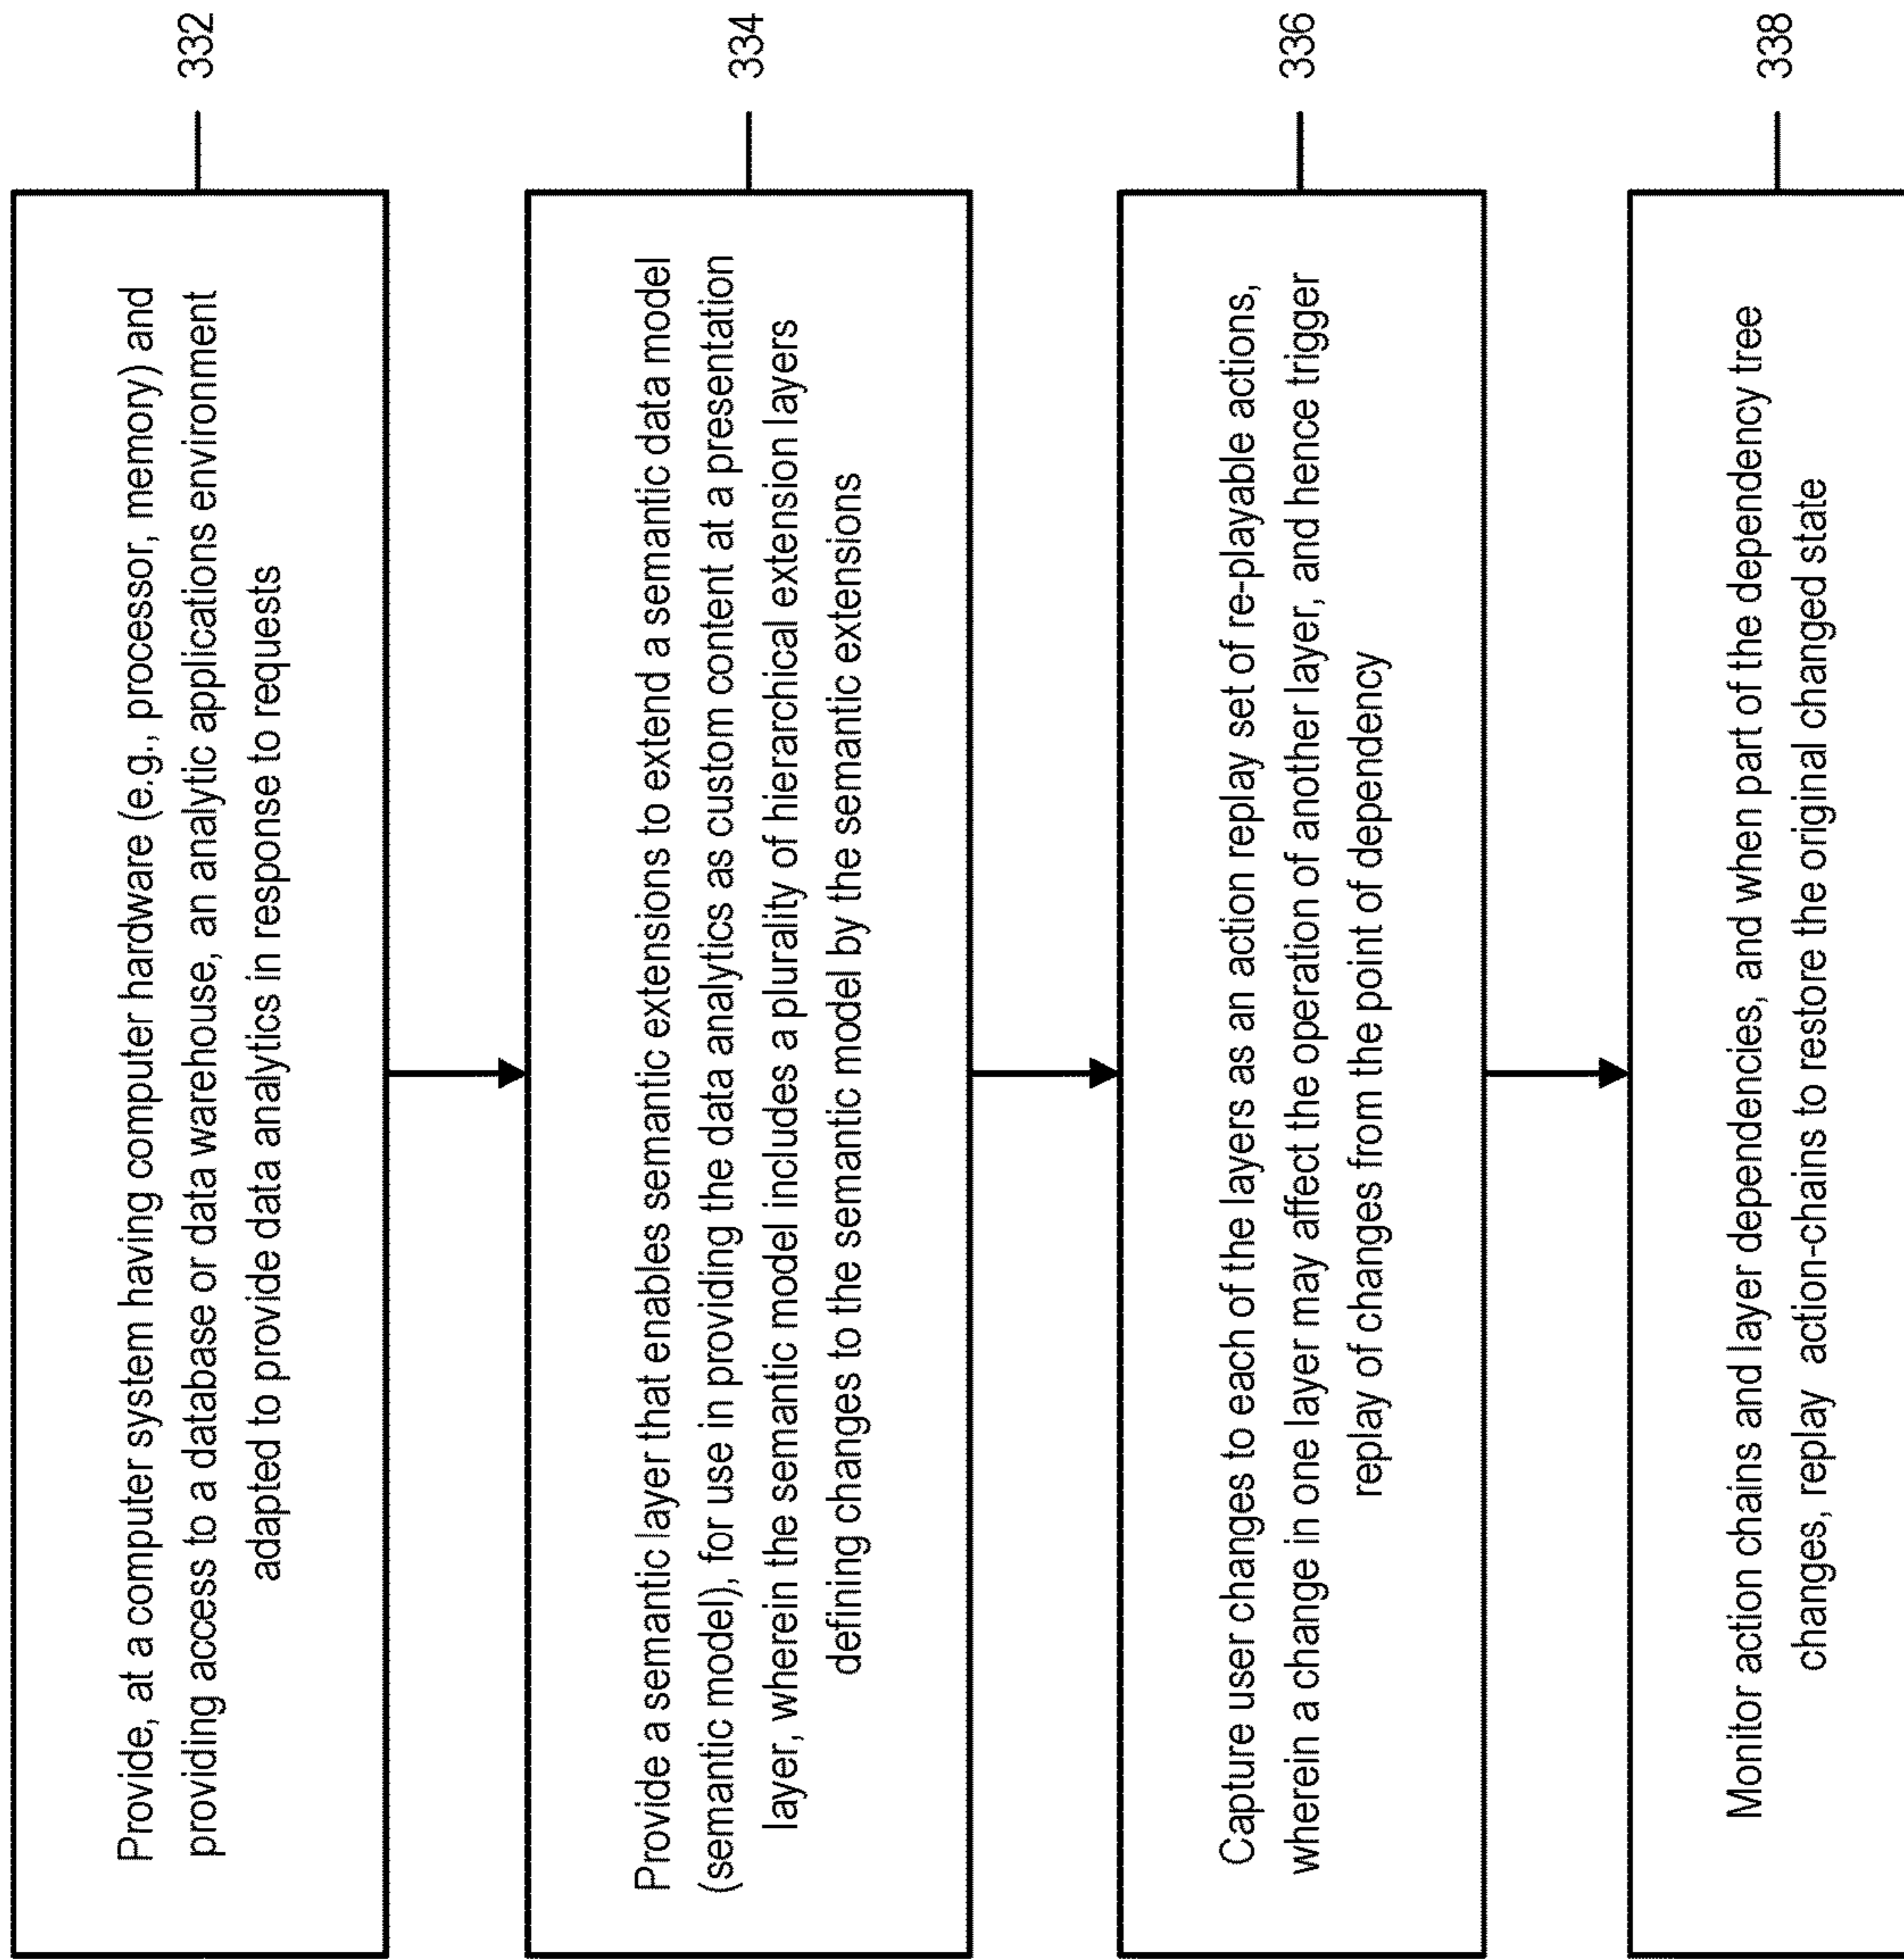 Provide, at a computer system having computer hardware (e.g., processor, memory) and
providing access to a database or data warehouse, an analytic applications environment
adapted to provide data analytics in response to requests
332
Provide a semantic layer that enables semantic extensions to extend a semantic data model
(semantic model), for use in providing the data analytics as custom content at a presentation
layer, wherein the semantic model includes a plurality of hierarchical extension layers
defining changes to the semantic model by the semantic extensions
334
Capture user changes to each of the layers as an action replay set of re-playable actions,
wherein a change in one layer may affect the operation of another layer, and hence trigger
replay of changes from the point of dependency
336
Monitor action chains and layer dependencies, and when part of the dependency tree
changes, replay action-chains to restore the original changed state
338